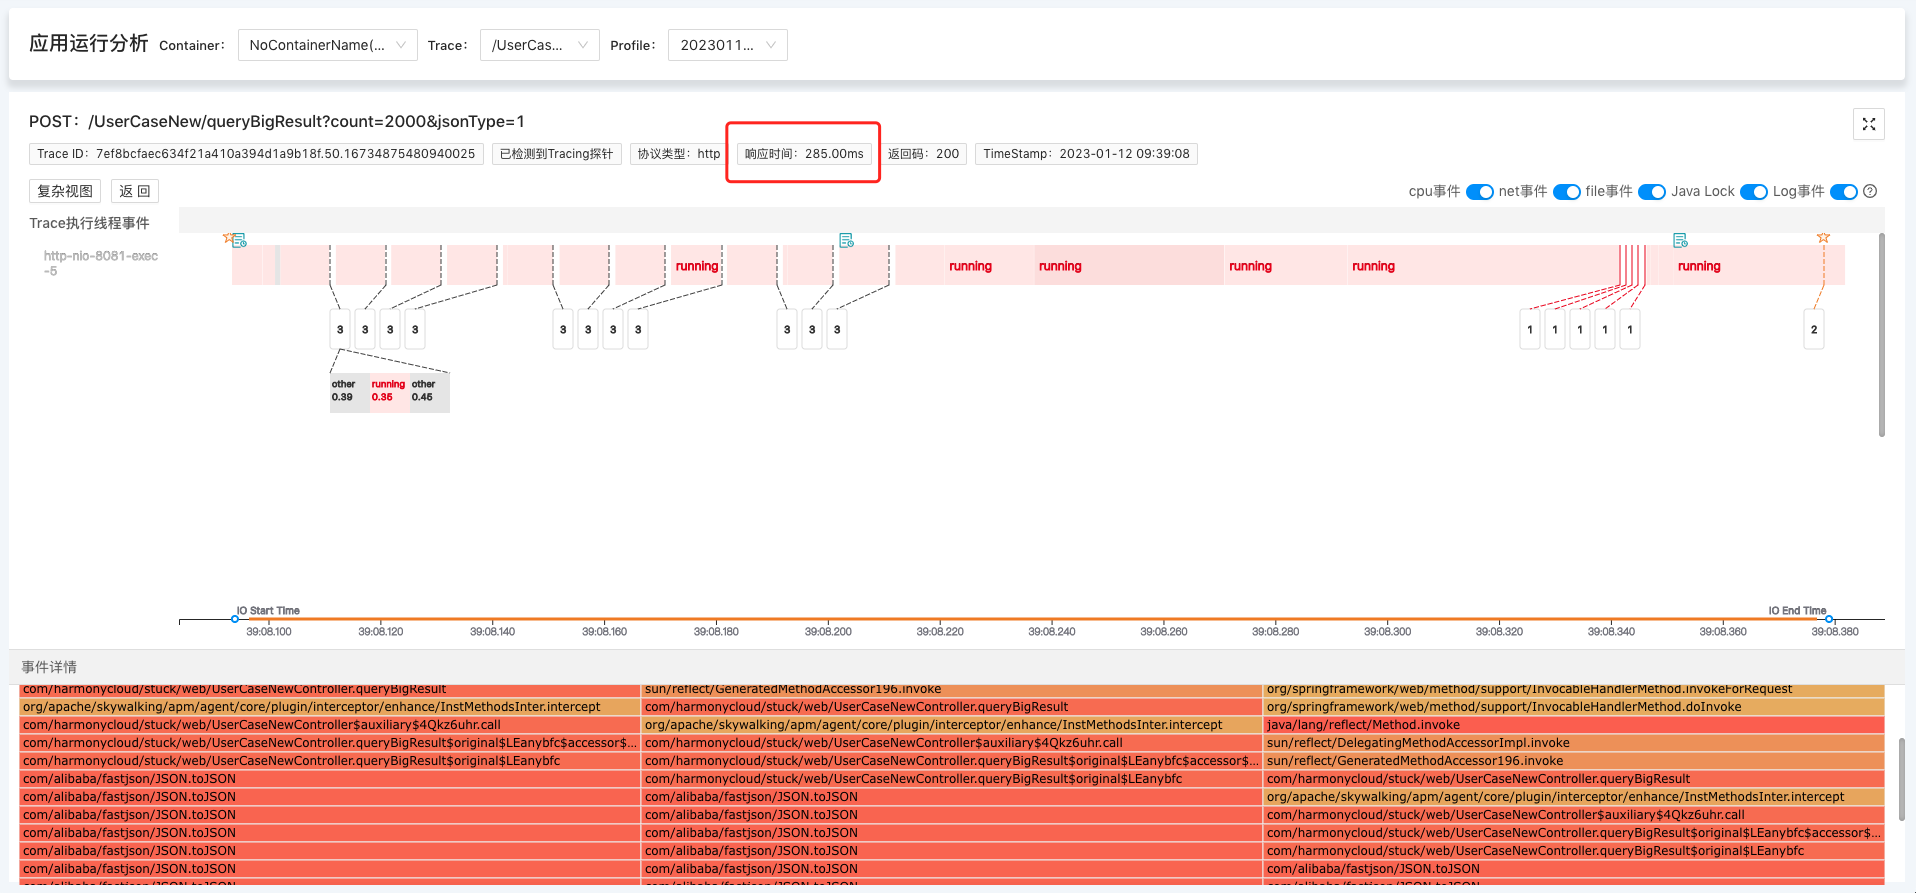 应用运行分析 Container： NoContainerName(... Trace： /UserCas... Profile： 2023011...
POST：/UserCaseNew/queryBigResult?count=2000&jsonType=1
Trace ID：7ef8bcfaec634f21a410a394d1a9b18f.50.16734875480940025 已检测到Tracing探针 协议类型：http 响应时间：285.00ms 返回码：200 TimeStamp：2023-01-12 09:39:08
复杂视图 返 回 cpu事件 net事件 file事件 Java Lock Log事件
Trace执行线程事件
http-nio-8081-exec
-5
running running running running running running
3 3 3 3 3 3 3 3 3 3 3 1 1 1 1 1 2
other running other
0.39 0.35 0.45
IO Start Time IO End Time
39:08.100 39:08.120 39:08.140 39:08.160 39:08.180 39:08.200 39:08.220 39:08.240 39:08.260 39:08.280 39:08.300 39:08.320 39:08.340 39:08.360 39:08.380
事件详情
com/harmonycloud/stuck/web/UserCaseNewController.queryBigResult sun/reflect/GeneratedMethodAccessor196.invoke org/springframework/web/method/support/InvocableHandlerMethod.invokeForRequest
org/apache/skywalking/apm/agent/core/plugin/interceptor/enhance/InstMethodsInter.intercept com/harmonycloud/stuck/web/UserCaseNewController.queryBigResult org/springframework/web/method/support/InvocableHandlerMethod.doInvoke
com/harmonycloud/stuck/web/UserCaseNewController$auxiliary$4Qkz6uhr.call org/apache/skywalking/apm/agent/core/plugin/interceptor/enhance/InstMethodsInter.intercept java/lang/reflect/Method.invoke
com/harmonycloud/stuck/web/UserCaseNewController.queryBigResult$original$LEanybfc$accessor$... com/harmonycloud/stuck/web/UserCaseNewController$auxiliary$4Qkz6uhr.call sun/reflect/DelegatingMethodAccessorImpl.invoke
com/harmonycloud/stuck/web/UserCaseNewController.queryBigResult$original$LEanybfc com/harmonycloud/stuck/web/UserCaseNewController.queryBigResult$original$LEanybfc$accessor$... sun/reflect/GeneratedMethodAccessor196.invoke
com/alibaba/fastjson/JSON.toJSON com/harmonycloud/stuck/web/UserCaseNewController.queryBigResult$original$LEanybfc com/harmonycloud/stuck/web/UserCaseNewController.queryBigResult
com/alibaba/fastjson/JSON.toJSON com/alibaba/fastjson/JSON.toJSON org/apache/skywalking/apm/agent/core/plugin/interceptor/enhance/InstMethodsInter.intercept
com/alibaba/fastjson/JSON.toJSON com/alibaba/fastjson/JSON.toJSON com/harmonycloud/stuck/web/UserCaseNewController$auxiliary$4Qkz6uhr.call
com/alibaba/fastjson/JSON.toJSON com/alibaba/fastjson/JSON.toJSON com/harmonycloud/stuck/web/UserCaseNewController.queryBigResult$original$LEanybfc$accessor$...
com/alibaba/fastjson/JSON.toJSON com/alibaba/fastjson/JSON.toJSON com/harmonycloud/stuck/web/UserCaseNewController.queryBigResult$original$LEanybfc
com/alibaba/fastjson/JSON.toJSON com/alibaba/fastjson/JSON.toJSON com/alibaba/fastjson/JSON.toJSON